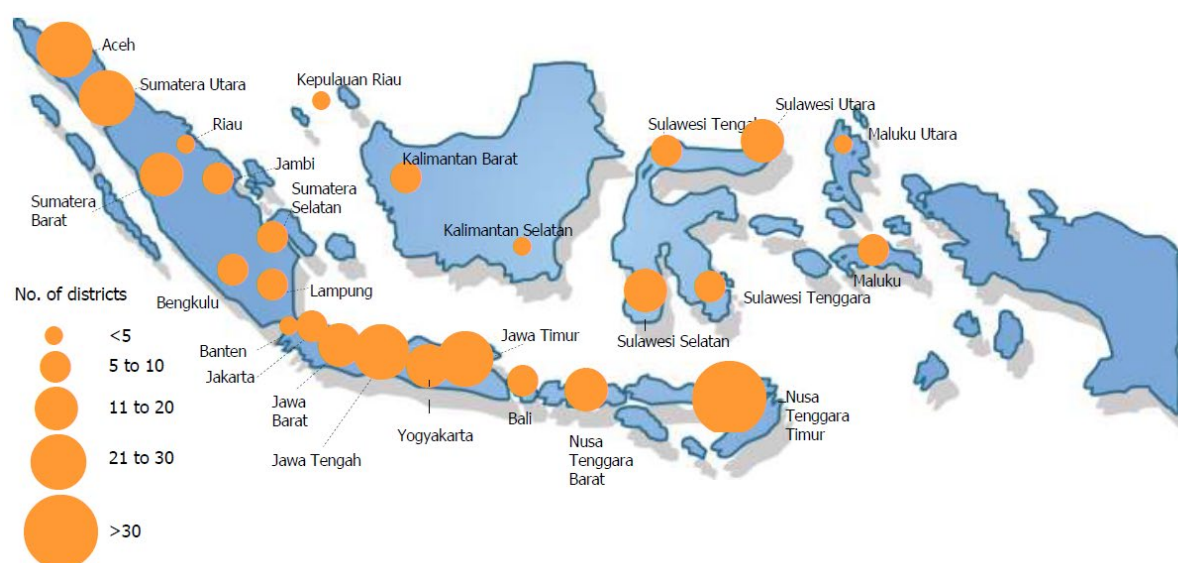 Aceh
Sumatera Utara
Kepulauan Riau
Riau
Jambi
Sumatera
Barat
Sumatera
Selatan
Bengkulu
Lampung
Kalimantan Barat
Kalimantan Selatan
Sulawesi Tengah
Sulawesi Utara
Maluku Utara
Maluku
Sulawesi Tenggara
Sulawesi Selatan
Banten
Jakarta
Jawa
Barat
Jawa Tengah
Yogyakarta
Jawa Timur
Bali
Nusa
Tenggara
Barat
Nusa
Tenggara
Timur
No. of districts
<5
5 to 10
11 to 20
21 to 30
>30